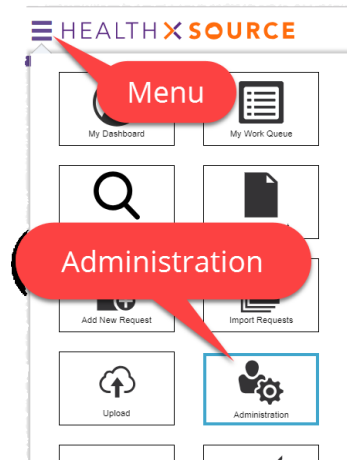 HEALTH X SOURCE
Menu
My Dashboard
My Work Queue
Administration
Add New Request
Import Requests
Upload
Administration